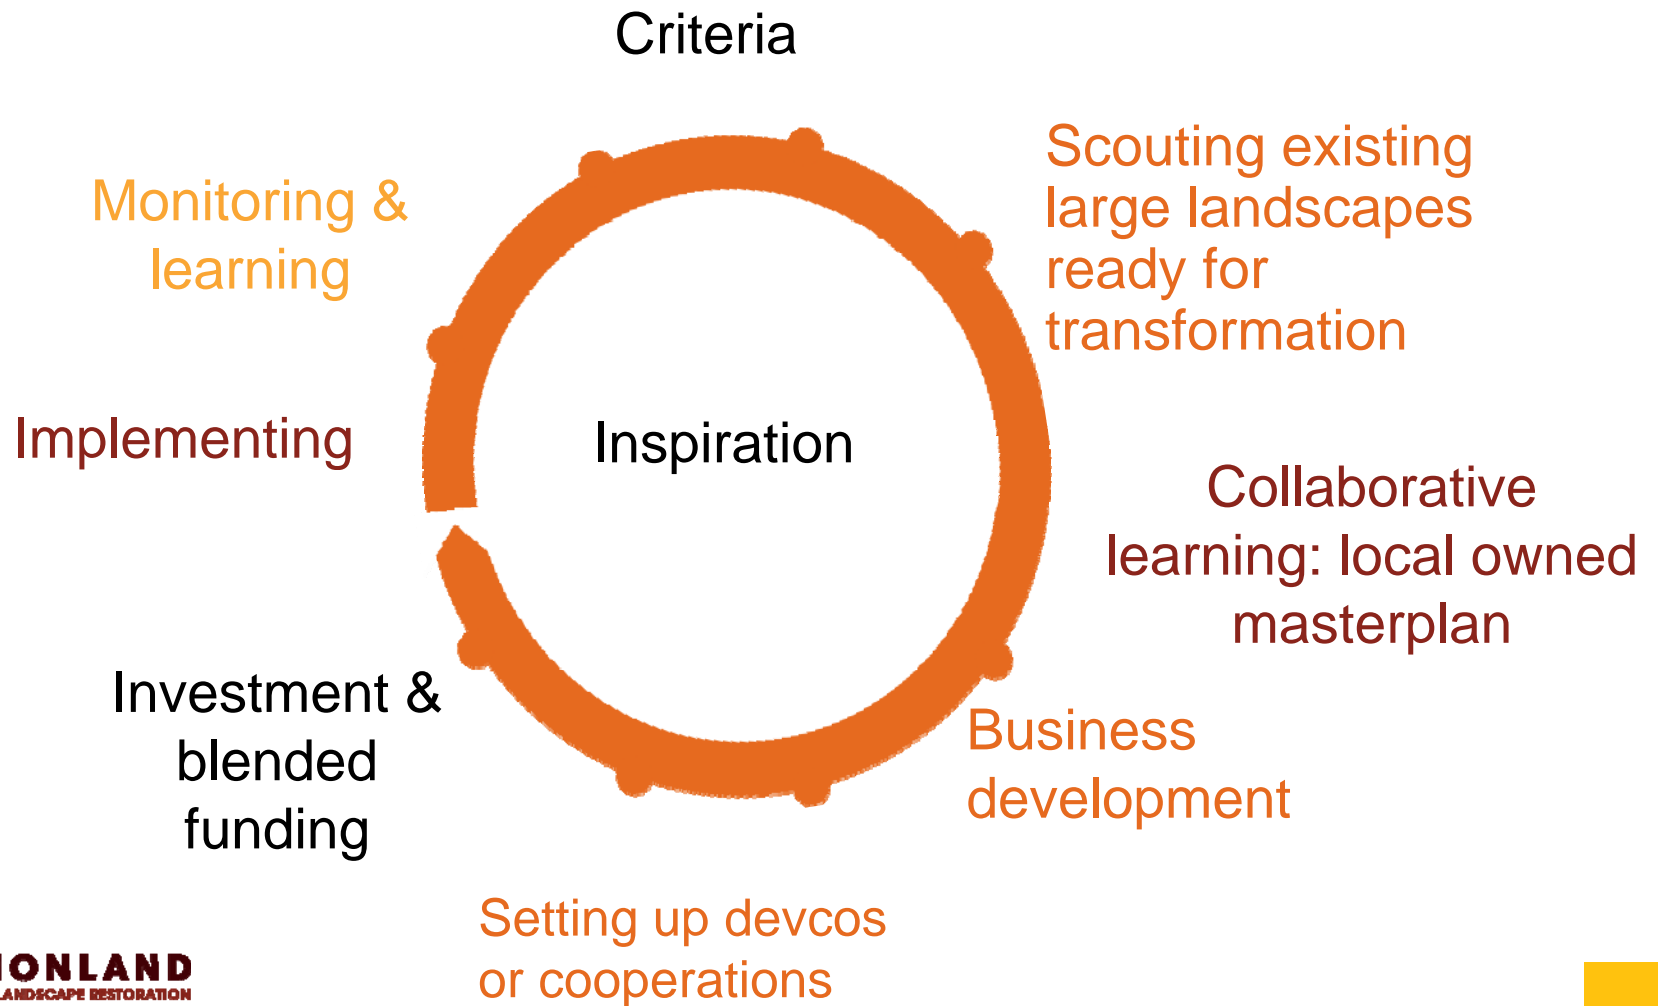 Criteria
Scouting existing
large landscapes
ready for
transformation
Monitoring &
learning
Implementing
Inspiration
Collaborative
learning: local owned
masterplan
Investment &
blended
funding
Business
development
Setting up devcos
or cooperations
LANDSCAPE RESTORATION